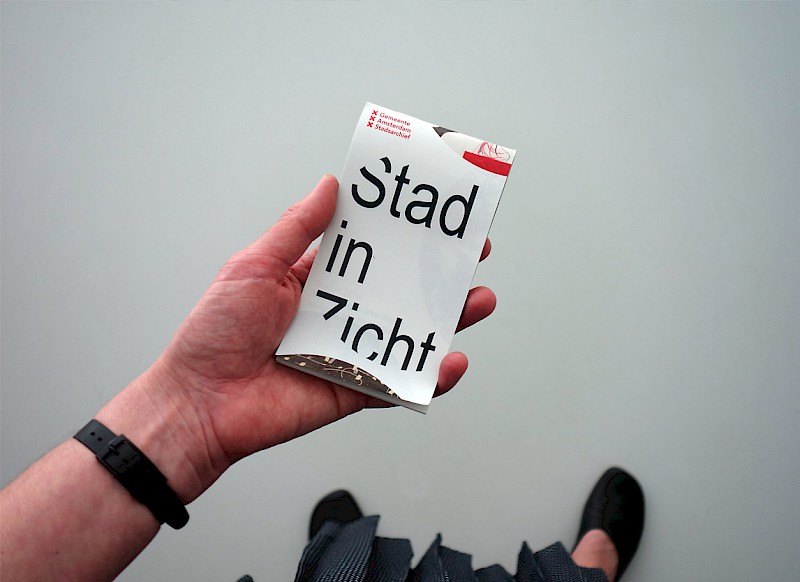 Gemeente
Amsterdam
Stadsarchief
Stad
in
Zicht